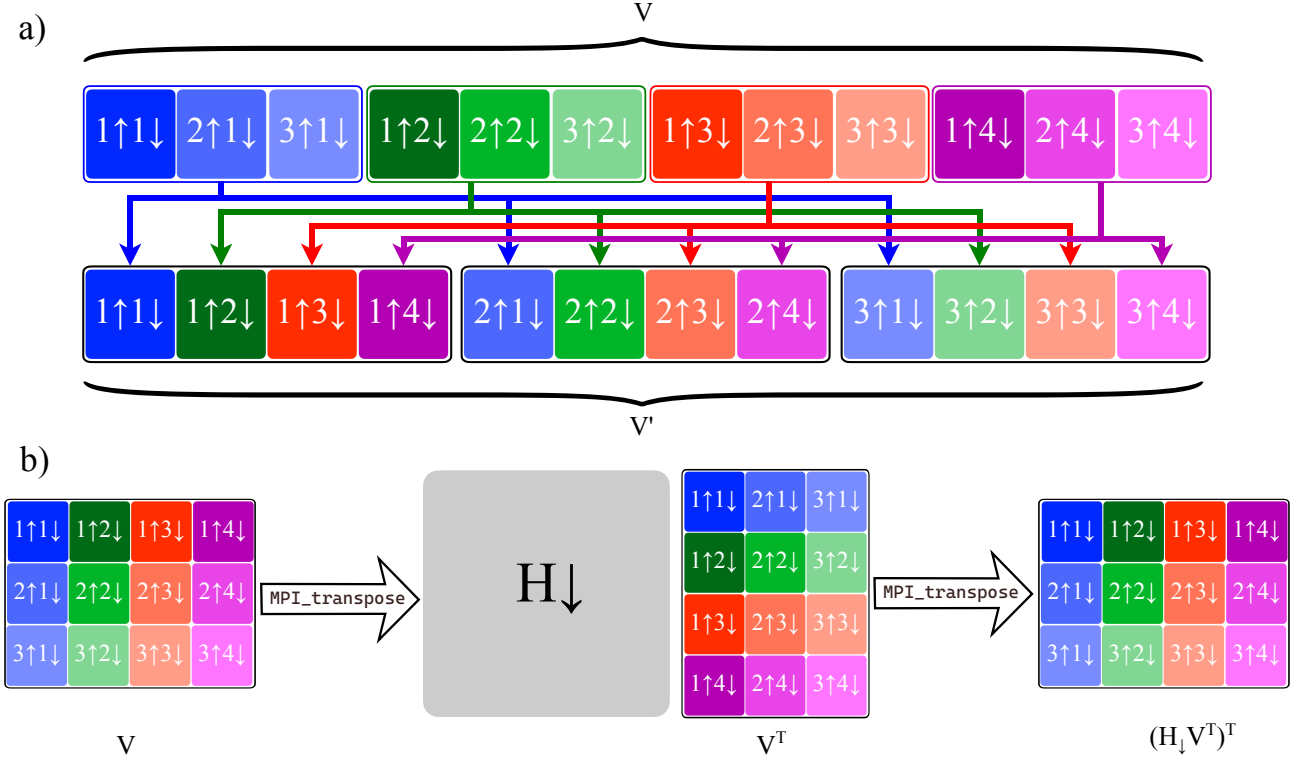 a)
V
1↑1↓ 2↑1↓ 3↑1↓ 1↑2↓ 2↑2↓ 3↑2↓ 1↑3↓ 2↑3↓ 3↑3↓ 1↑4↓ 2↑4↓ 3↑4↓
1↑1↓ 1↑2↓ 1↑3↓ 1↑4↓ 2↑1↓ 2↑2↓ 2↑3↓ 2↑4↓ 3↑1↓ 3↑2↓ 3↑3↓ 3↑4↓
V'
b)
1↑1↓ 1↑2↓ 1↑3↓ 1↑4↓
2↑1↓ 2↑2↓ 2↑3↓ 2↑4↓
3↑1↓ 3↑2↓ 3↑3↓ 3↑4↓
V
MPI_transpose
H↓
1↑1↓ 2↑1↓ 3↑1↓
1↑2↓ 2↑2↓ 3↑2↓
1↑3↓ 2↑3↓ 3↑3↓
1↑4↓ 2↑4↓ 3↑4↓
Vᵀ
MPI_transpose
1↑1↓ 1↑2↓ 1↑3↓ 1↑4↓
2↑1↓ 2↑2↓ 2↑3↓ 2↑4↓
3↑1↓ 3↑2↓ 3↑3↓ 3↑4↓
(H↓Vᵀ)ᵀ